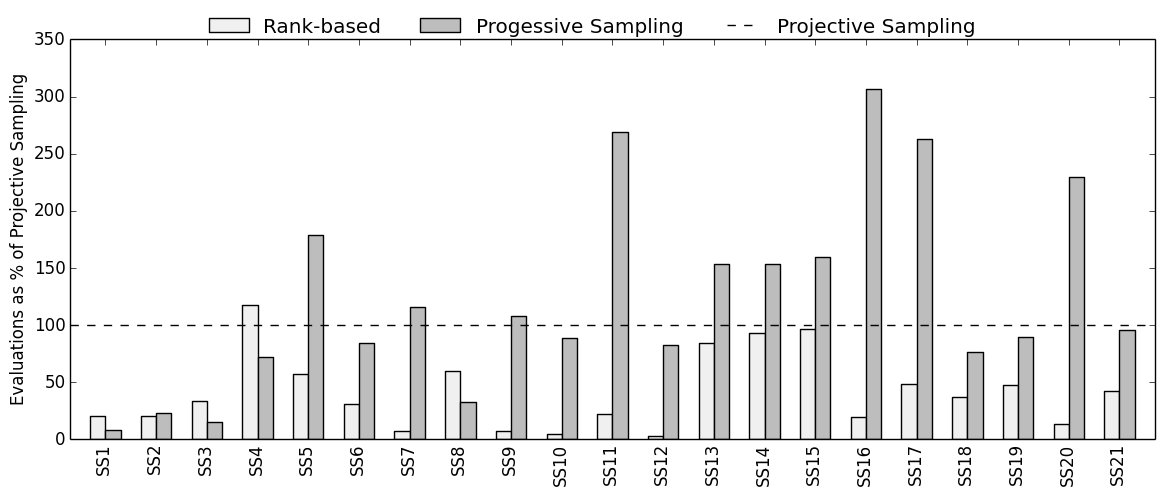 Rank-based Progessive Sampling Projective Sampling
350
300
250
200
150
100
50
0
Evaluations as % of Projective Sampling
SS1 SS2 SS3 SS4 SS5 SS6 SS7 SS8 SS9 SS10 SS11 SS12 SS13 SS14 SS15 SS16 SS17 SS18 SS19 SS20 SS21